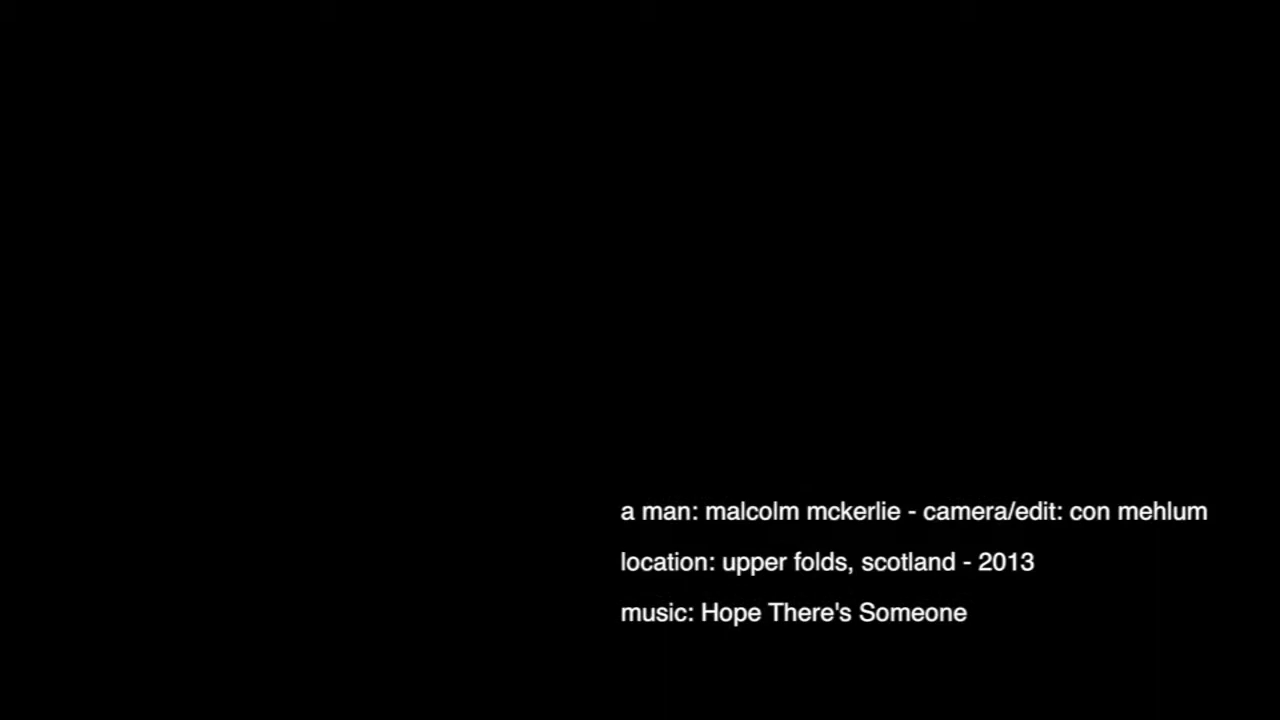 a man: malcolm mckerlie - camera/edit: con mehlum
location: upper folds, scotland - 2013
music: Hope There's Someone